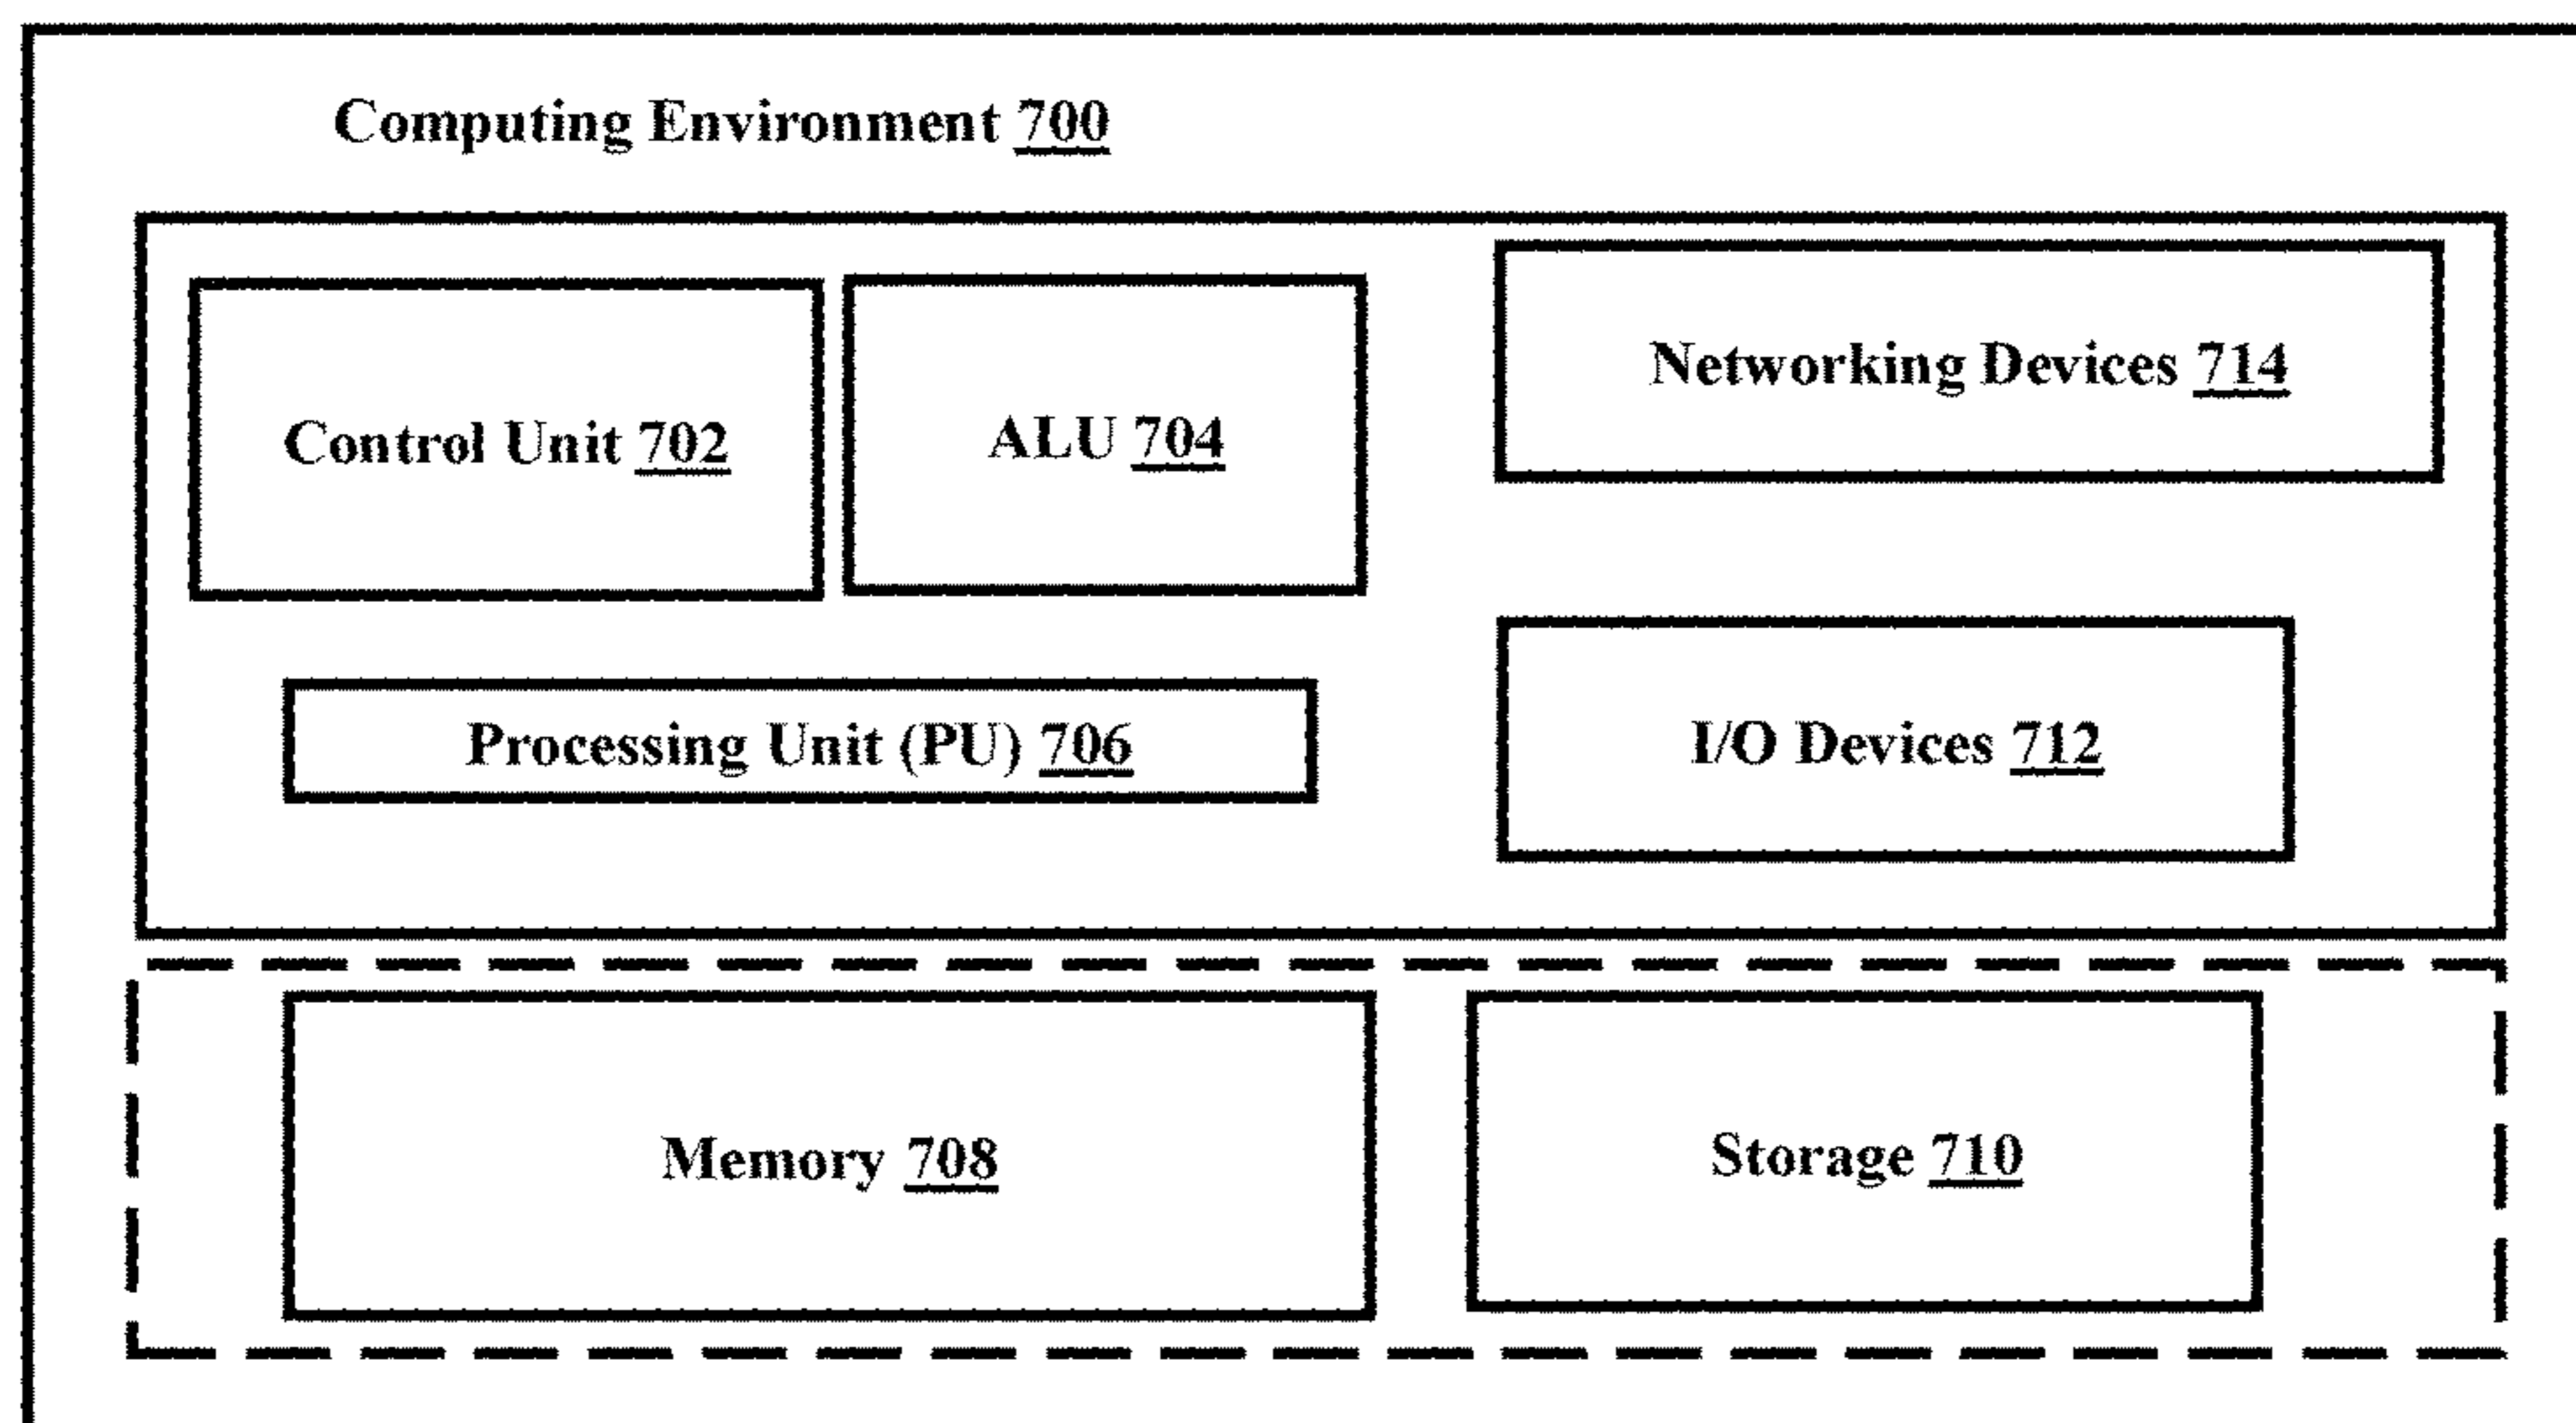 Computing Environment 700
Control Unit 702
ALU 704
Networking Devices 714
Processing Unit (PU) 706
I/O Devices 712
Memory 708
Storage 710